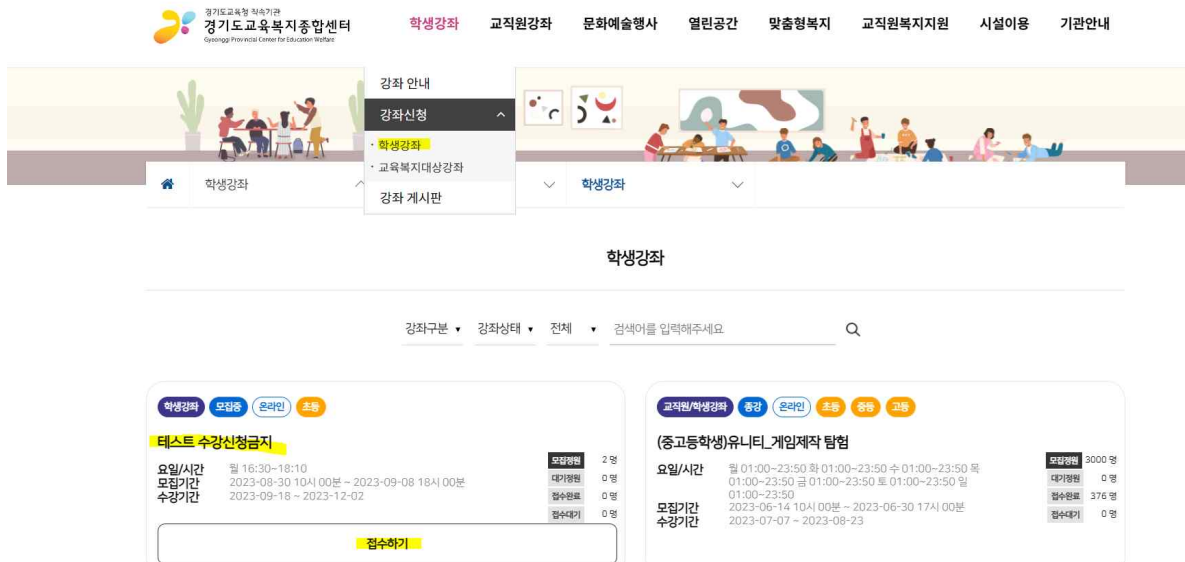 경기도교육청 직속기관
경기도교육복지종합센터
Gyeonggi Provincial Center for Education Welfare
학생강좌 교직원강좌 문화예술행사 열린공간 맞춤형복지 교직원복지지원 시설이용 기관안내
강좌 안내
강좌신청
· 학생강좌
· 교육복지대상강좌
강좌 게시판
학생강좌
학생강좌
학생강좌
강좌구분 강좌상태 전체 검색어를 입력해주세요
학생강좌 모집중 온라인 초등
테스트 수강신청금지
요일/시간 월 16:30~18:10
모집기간 2023-08-30 10시 00분 ~ 2023-09-08 18시 00분
수강기간 2023-09-18 ~ 2023-12-02
모집정원 2 명
대기정원 0 명
접수완료 0 명
접수대기 0 명
접수하기
교직원/학생강좌 종강 온라인 초등 중등 고등
(중고등학생)유니티_게임제작 탐험
요일/시간 월 01:00~23:50 화 01:00~23:50 수 01:00~23:50 목
01:00~23:50 금 01:00~23:50 토 01:00~23:50 일
01:00~23:50
모집기간 2023-06-14 10시 00분 ~ 2023-06-30 17시 00분
수강기간 2023-07-07 ~ 2023-08-23
모집정원 3000 명
대기정원 0 명
접수완료 376 명
접수대기 0 명